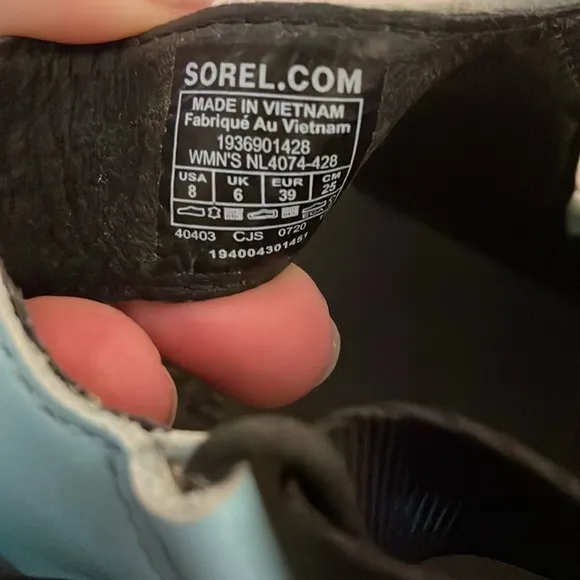 SOREL.COM
MADE IN VIETNAM
Fabriqué Au Vietnam
1936901428
WMN'S NL4074-428
USA UK EUR CM
8 6 39 25
40403 CJS 0720
194004301451